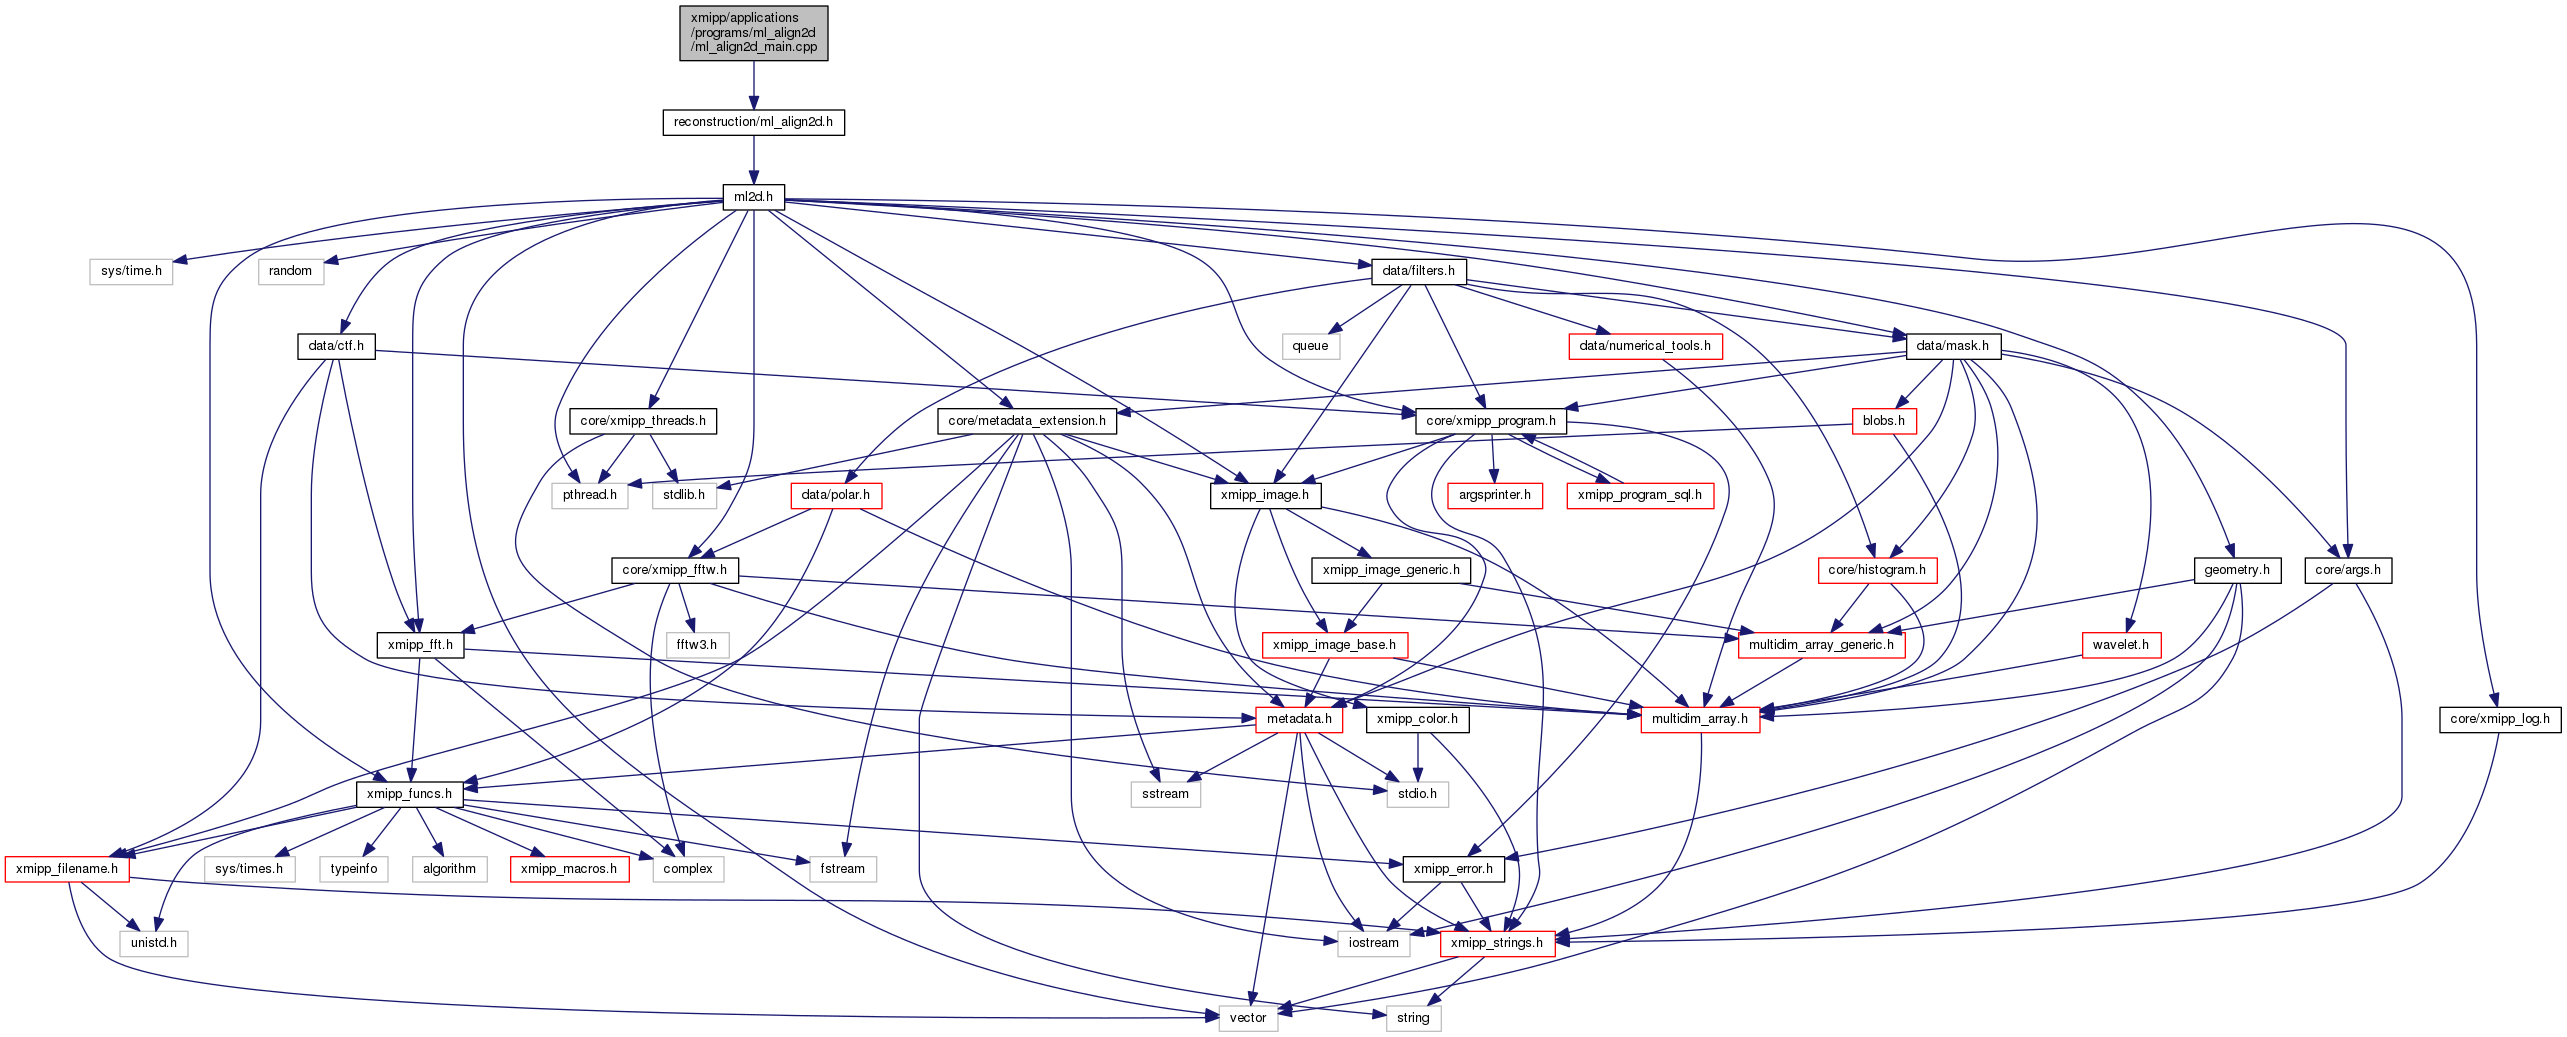 xmipp/applications
/programs/ml_align2d
/ml_align2d_main.cpp
reconstruction/ml_align2d.h
ml2d.h
sys/time.h
random
data/filters.h
data/ctf.h
queue
data/numerical_tools.h
data/mask.h
core/xmipp_threads.h
core/metadata_extension.h
core/xmipp_program.h
blobs.h
pthread.h
stdlib.h
data/polar.h
xmipp_image.h
argsprinter.h
xmipp_program_sql.h
core/xmipp_fftw.h
xmipp_image_generic.h
core/histogram.h
geometry.h
core/args.h
xmipp_fft.h
fftw3.h
xmipp_image_base.h
multidim_array_generic.h
wavelet.h
metadata.h
xmipp_color.h
multidim_array.h
core/xmipp_log.h
xmipp_funcs.h
sstream
stdio.h
xmipp_filename.h
sys/times.h
typeinfo
algorithm
xmipp_macros.h
complex
fstream
xmipp_error.h
unistd.h
iostream
xmipp_strings.h
vector
string